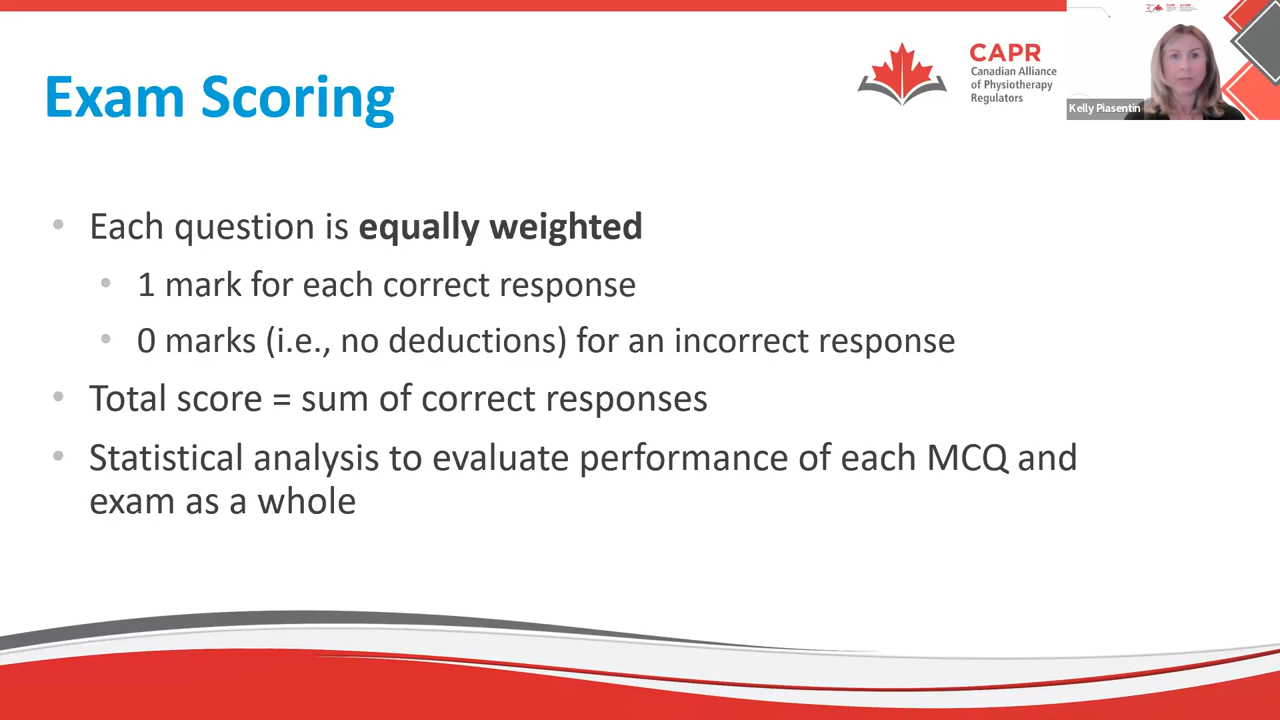 Exam Scoring
CAPR
Canadian Alliance
of Physiotherapy
Regulators
Kelly Piasentin
• Each question is equally weighted
• 1 mark for each correct response
• 0 marks (i.e., no deductions) for an incorrect response
• Total score = sum of correct responses
• Statistical analysis to evaluate performance of each MCQ and
exam as a whole